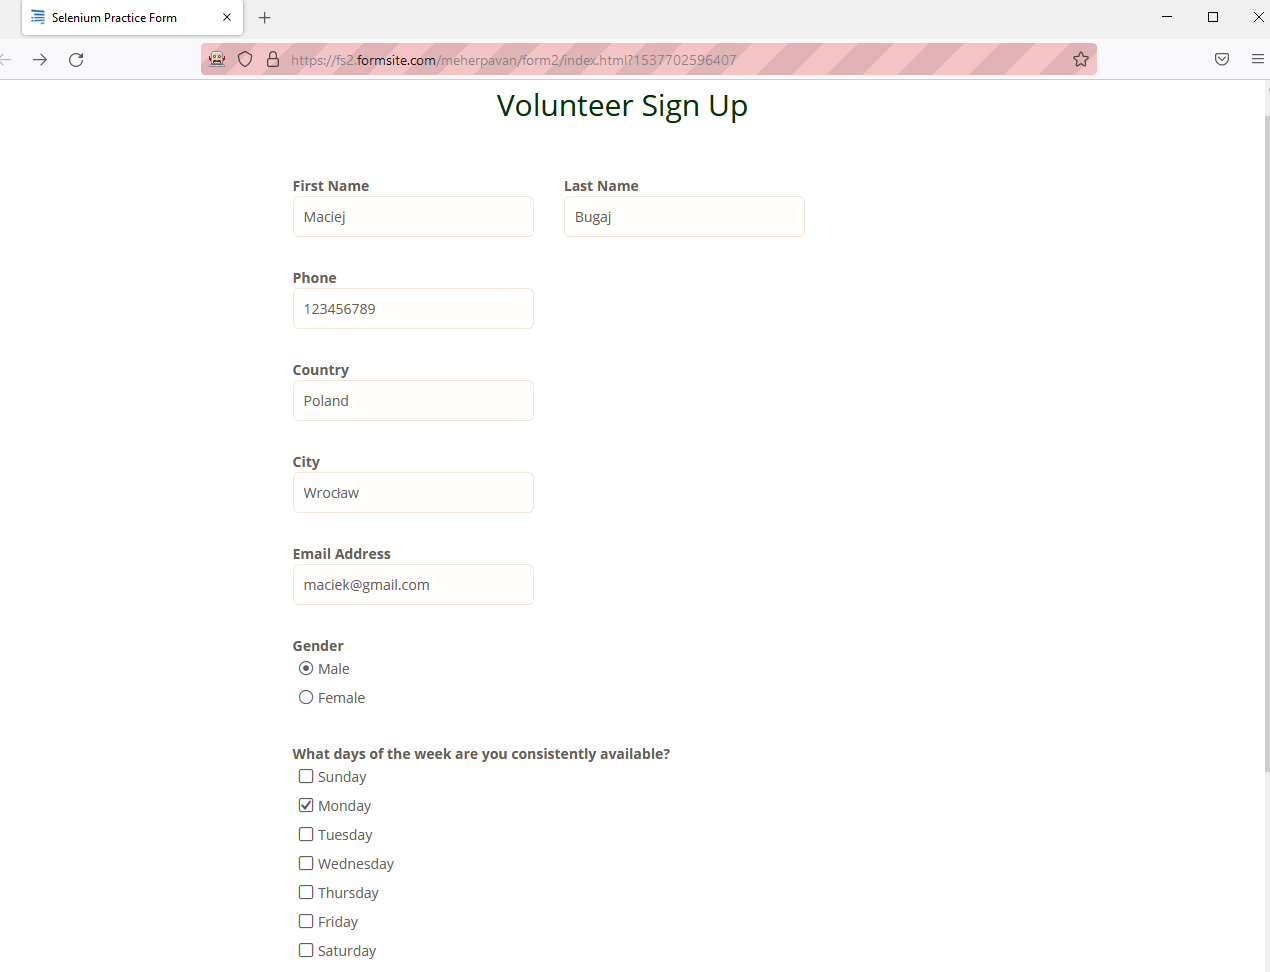 Selenium Practice Form
https://fs2.formsite.com/meherpavan/form2/index.html?1537702596407
Volunteer Sign Up
First Name Last Name
Maciej Bugaj
Phone
123456789
Country
Poland
City
Wrocław
Email Address
maciek@gmail.com
Gender
Male
Female
What days of the week are you consistently available?
Sunday
Monday
Tuesday
Wednesday
Thursday
Friday
Saturday